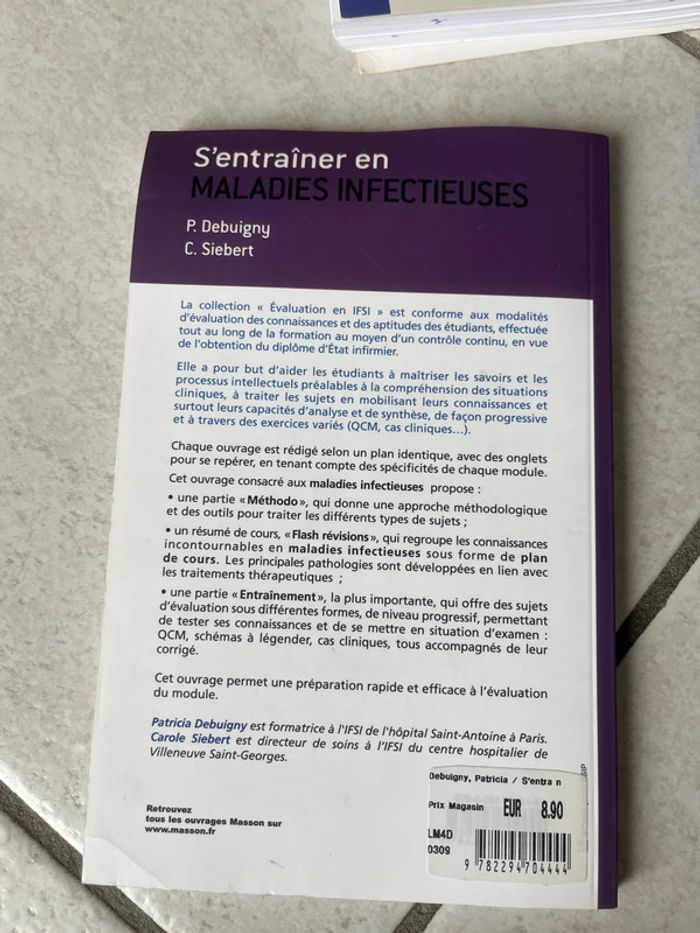 S'entraîner en
MALADIES INFECTIEUSES
P. Debuigny
C. Siebert
La collection « Évaluation en IFSI » est conforme aux modalités
d'évaluation des connaissances et des aptitudes des étudiants, effectuée
tout au long de la formation au moyen d'un contrôle continu, en vue
de l'obtention du diplôme d'État infirmier.
Elle a pour but d'aider les étudiants à maîtriser les savoirs et les
processus intellectuels préalables à la compréhension des situations
cliniques, à traiter les sujets en mobilisant leurs connaissances et
surtout leurs capacités d'analyse et de synthèse, de façon progressive
et à travers des exercices variés (QCM, cas cliniques...).
Chaque ouvrage est rédigé selon un plan identique, avec des onglets
pour se repérer, en tenant compte des spécificités de chaque module.
Cet ouvrage consacré aux maladies infectieuses propose :
• une partie « Méthodo », qui donne une approche méthodologique
et des outils pour traiter les différents types de sujets ;
• un résumé de cours, « Flash révisions », qui regroupe les connaissances
incontournables en maladies infectieuses sous forme de plan
de cours. Les principales pathologies sont développées en lien avec
les traitements thérapeutiques ;
• une partie « Entraînement », la plus importante, qui offre des sujets
d'évaluation sous différentes formes, de niveau progressif, permettant
de tester ses connaissances et de se mettre en situation d'examen :
QCM, schémas à légender, cas cliniques, tous accompagnés de leur
corrigé.
Cet ouvrage permet une préparation rapide et efficace à l'évaluation
du module.
Patricia Debuigny est formatrice à l'IFSI de l'hôpital Saint-Antoine à Paris.
Carole Siebert est directeur de soins à l'IFSI du centre hospitalier de
Villeneuve Saint-Georges.
Retrouvez
tous les ouvrages Masson sur
www.masson.fr
Debuigny, Patricia / S'entra n
Prix Magasin EUR 8.90
LM4D
0309
9 782294 704444